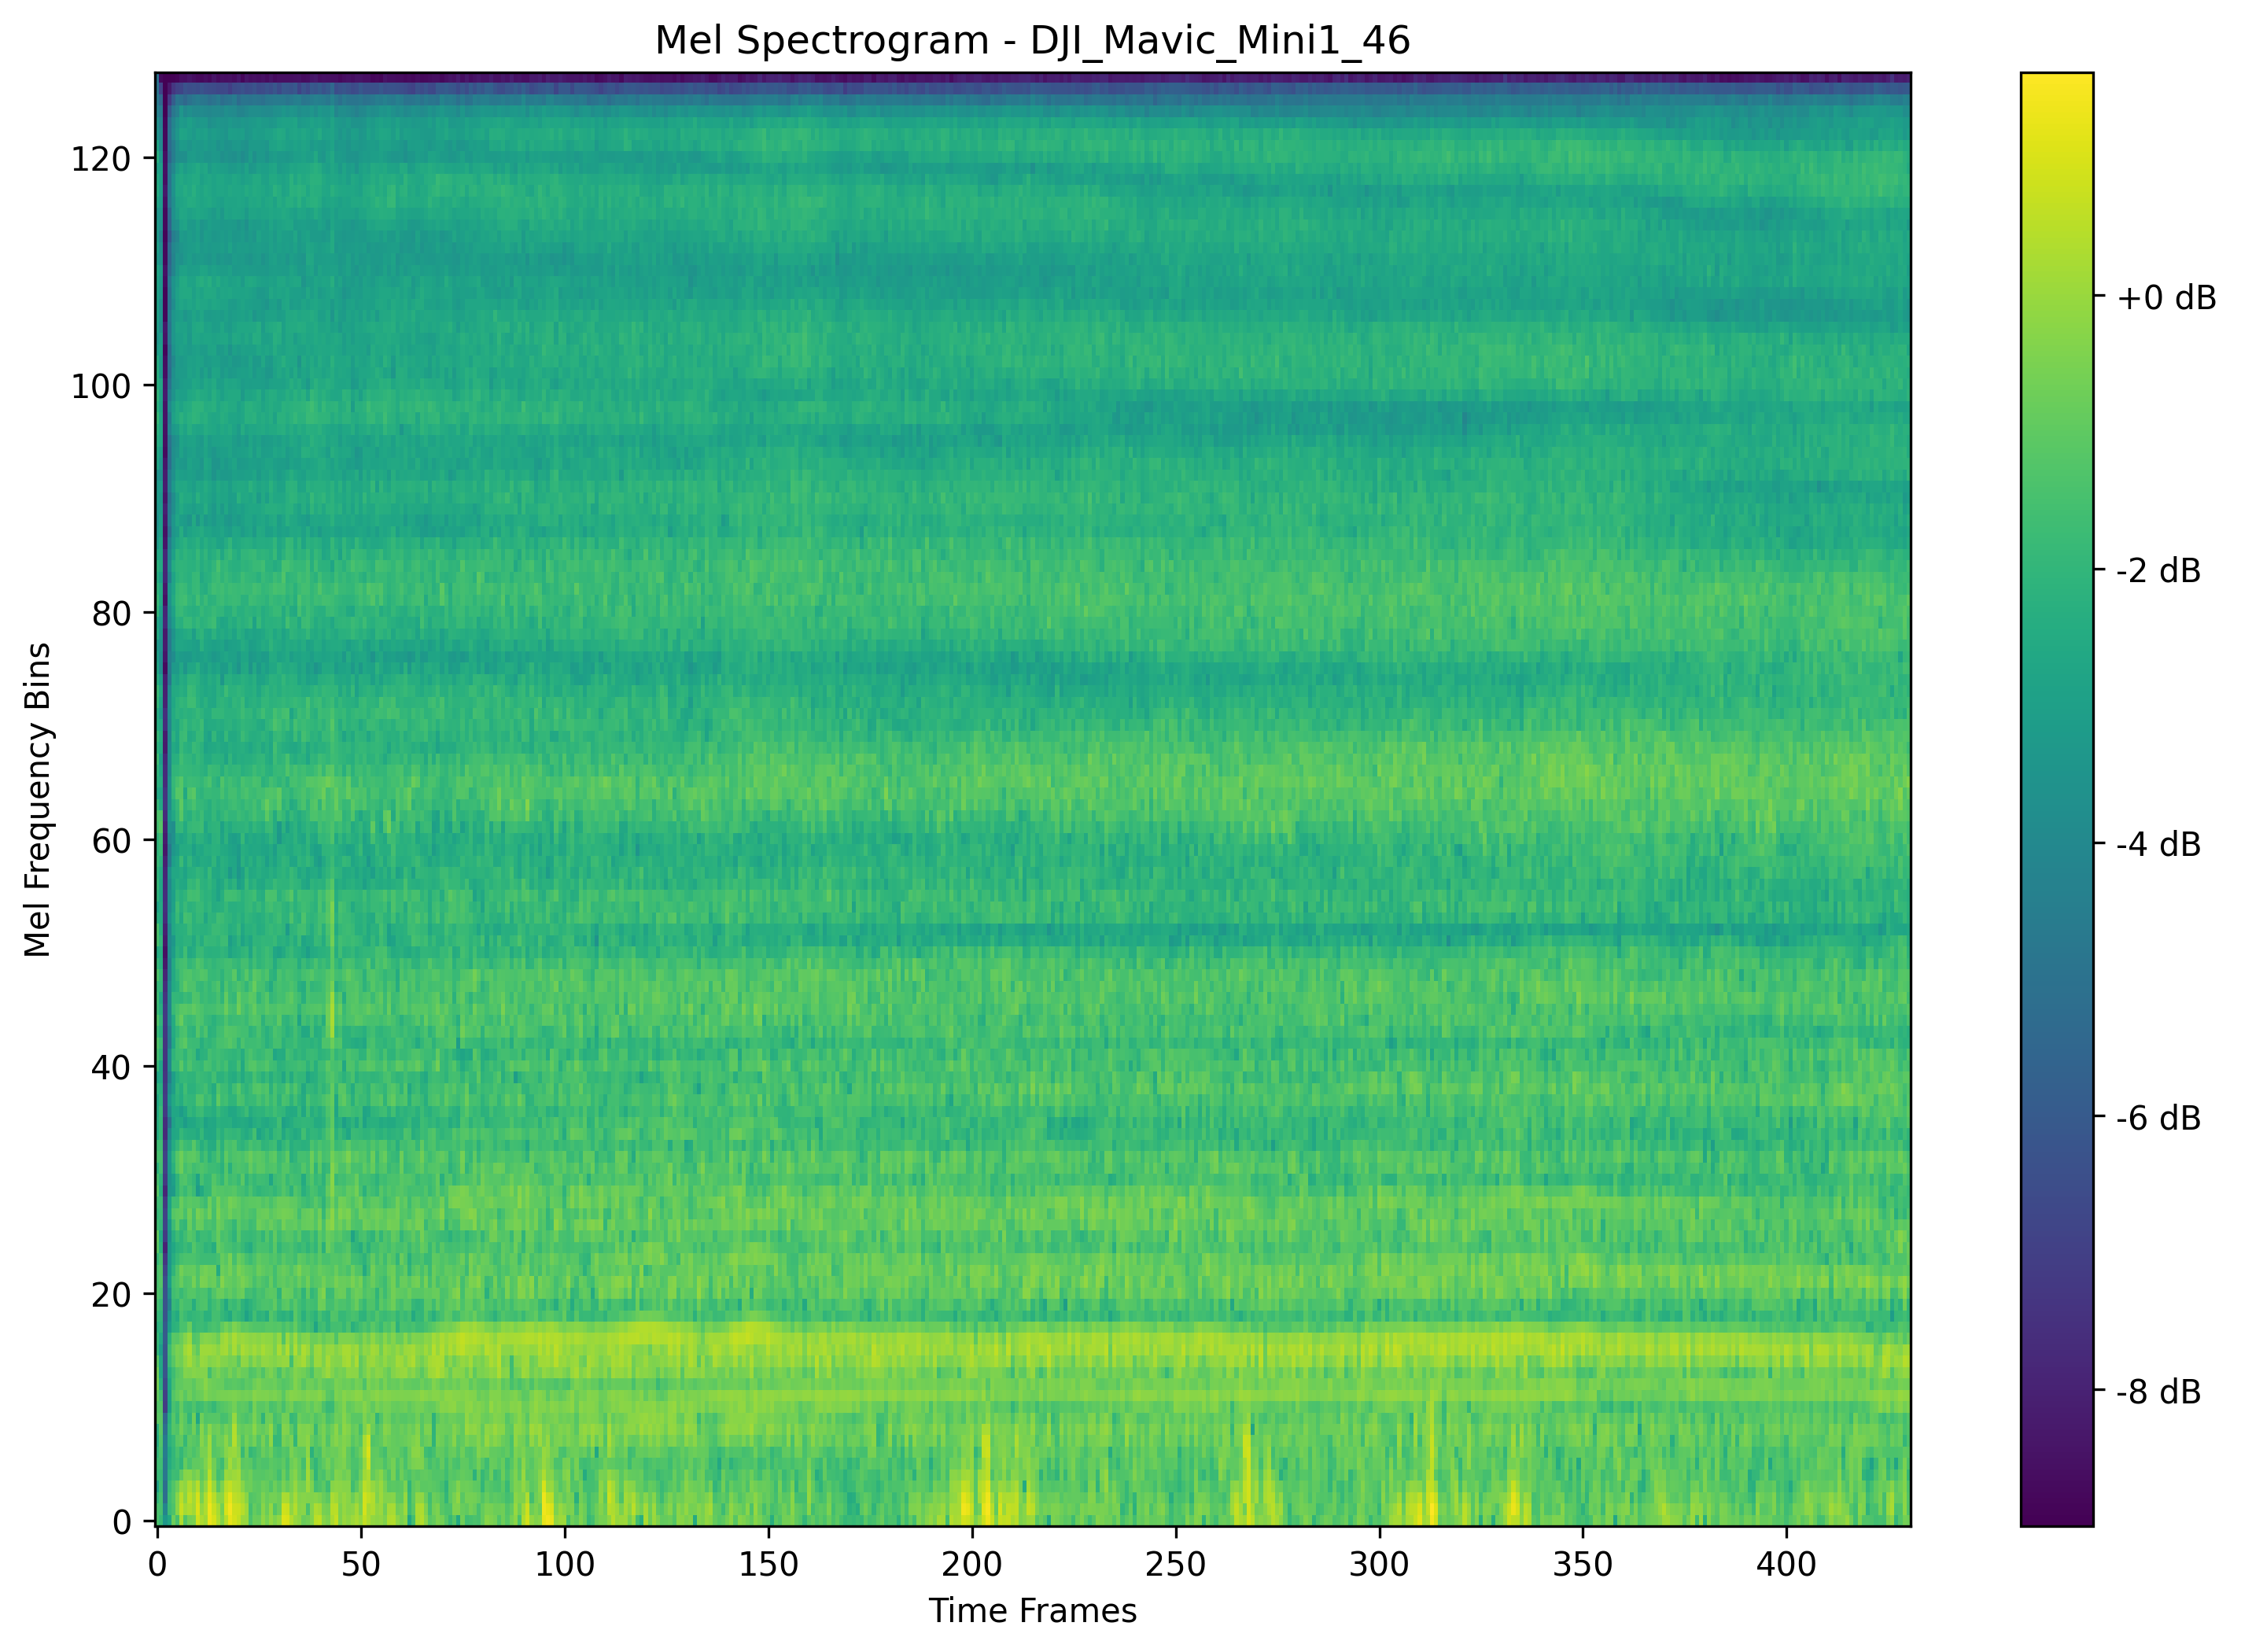 Mel Spectrogram - DJI_Mavic_Mini1_46
120
100
80
60
40
20
0
Mel Frequency Bins
0 50 100 150 200 250 300 350 400
Time Frames
+0 dB
-2 dB
-4 dB
-6 dB
-8 dB